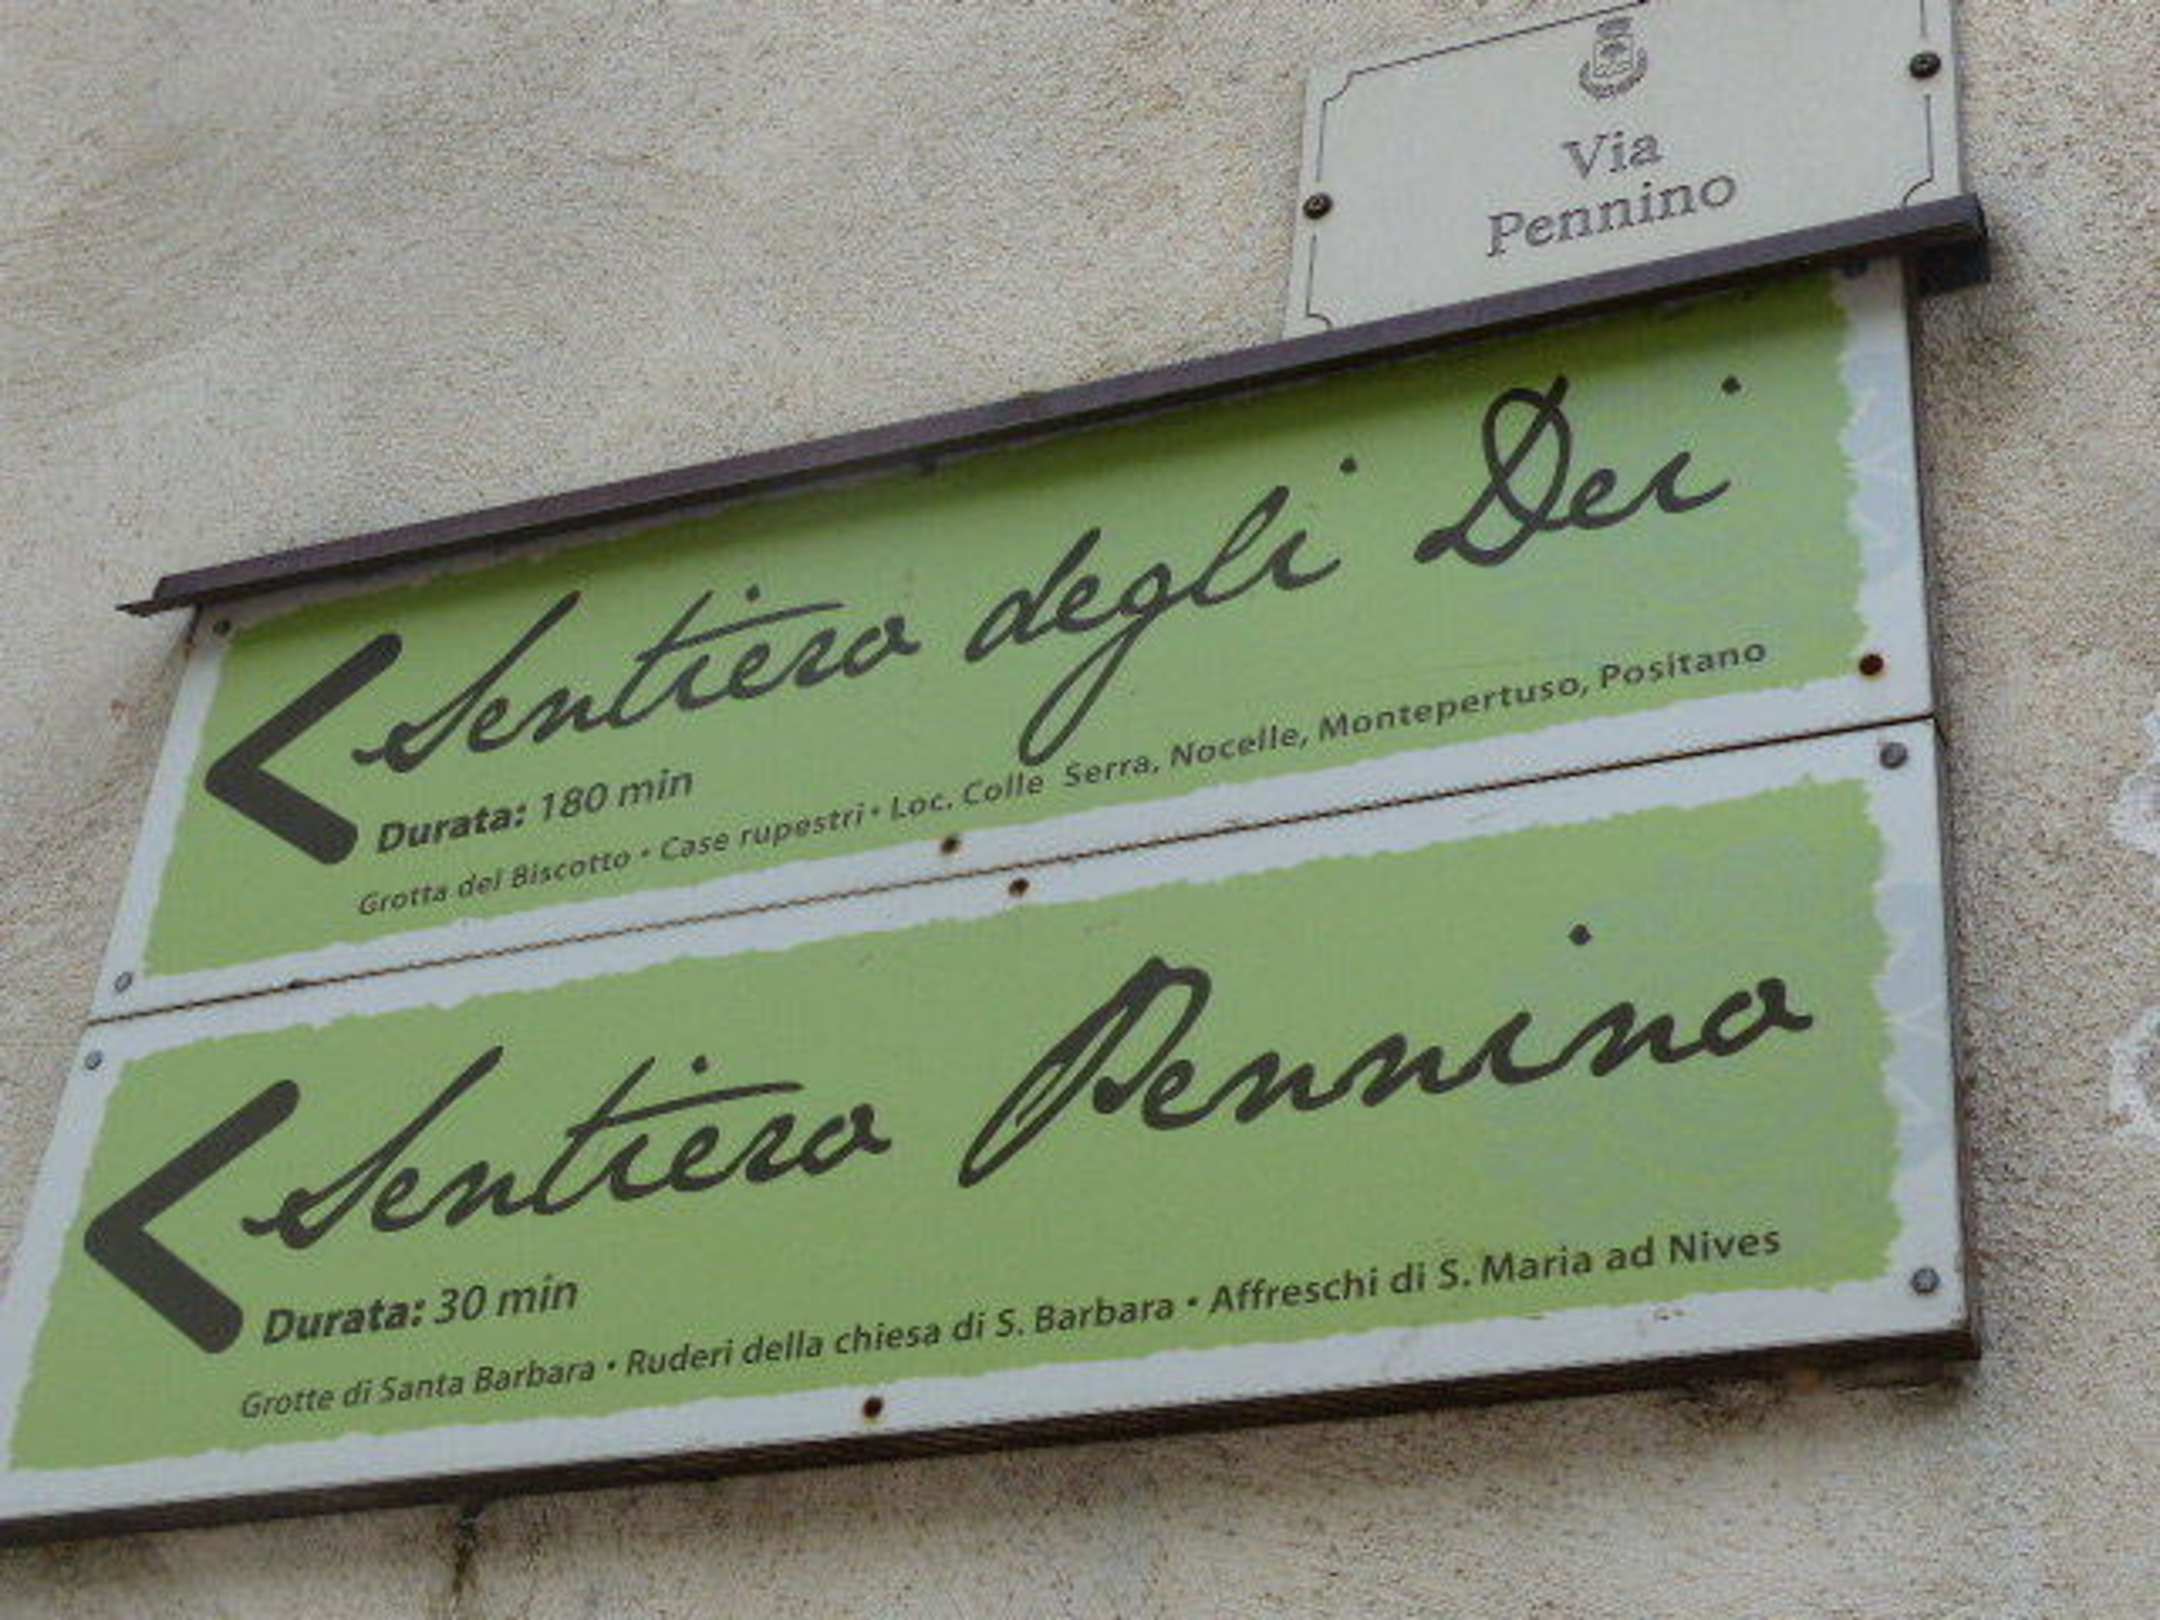 Via
Pennino
Sentiero degli Dei
Durata: 180 min
Grotta del Biscotto • Case rupestri • Loc. Colle Serra, Nocelle, Montepertuso, Positano
Sentiero Pennino
Durata: 30 min
Grotte di Santa Barbara • Ruderi della chiesa di S. Barbara • Affreschi di S. Maria ad Nives